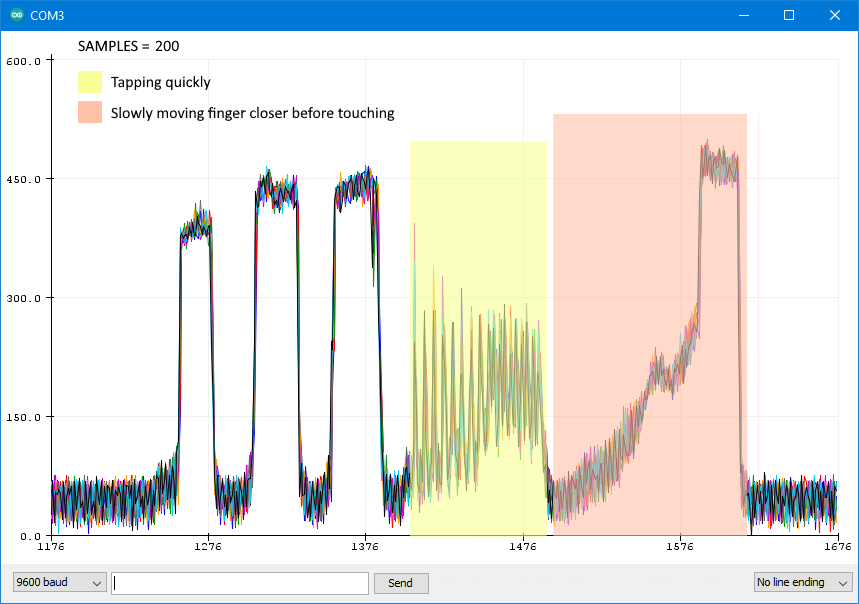 COM3
SAMPLES = 200
600.0
Tapping quickly
Slowly moving finger closer before touching
450.0
300.0
150.0
0.0
1176 1276 1376 1476 1576 1676
9600 baud Send No line ending